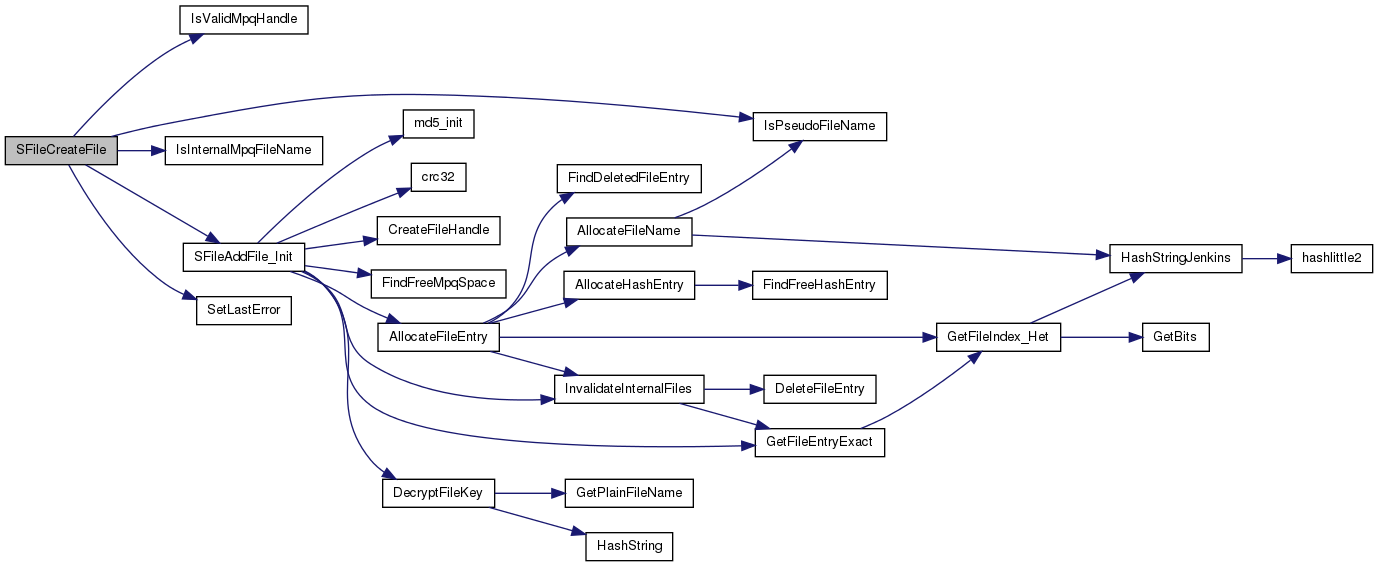 IsValidMpqHandle
SFileCreateFile
IsInternalMpqFileName
SFileAddFile_Init
SetLastError
md5_init
crc32
CreateFileHandle
FindFreeMpqSpace
AllocateFileEntry
DecryptFileKey
FindDeletedFileEntry
AllocateFileName
AllocateHashEntry
InvalidateInternalFiles
GetPlainFileName
HashString
IsPseudoFileName
FindFreeHashEntry
DeleteFileEntry
GetFileEntryExact
GetFileIndex_Het
HashStringJenkins
GetBits
hashlittle2